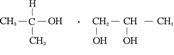 H
CH₃—C—OH , CH₂—CH—CH₃
CH₃ OH OH